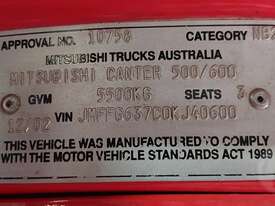 APPROVAL NO. 10758 CATEGORY NB2
MITSUBISHI TRUCKS AUSTRALIA
MITSUBISHI CANTER 500/600
GVM 5500KG SEATS 3
12/02 VIN JMFFG637C0KJ40600
THIS VEHICLE WAS MANUFACTURED TO COMPLY
WITH THE MOTOR VEHICLE STANDARDS ACT 1989